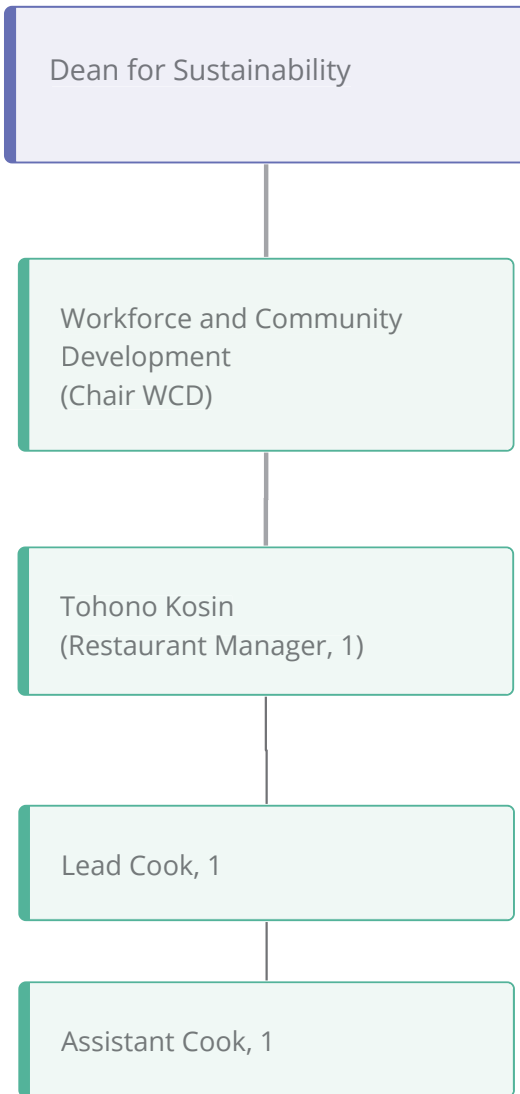 Dean for Sustainability
Workforce and Community
Development
(Chair WCD)
Tohono Kosin
(Restaurant Manager, 1)
Lead Cook, 1
Assistant Cook, 1